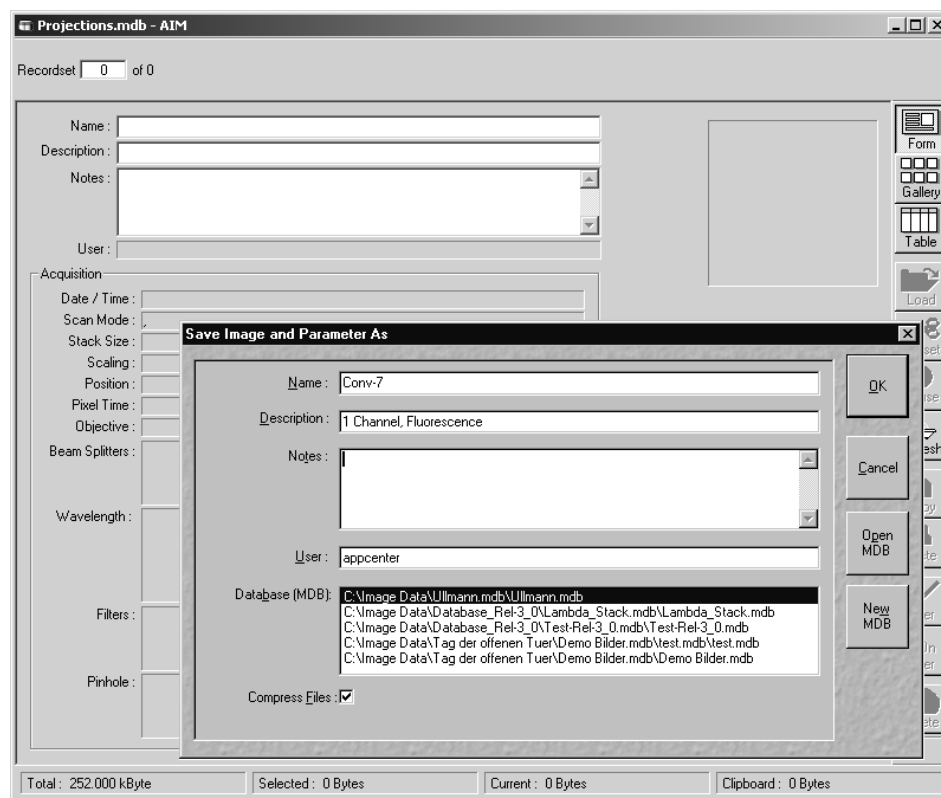 Projections.mdb - AIM
Recordset 0 of 0
Name :
Description :
Notes :
User :
Acquisition
Date / Time :
Scan Mode : ,
Stack Size :
Scaling :
Position :
Pixel Time :
Objective :
Beam Splitters :
Wavelength :
Filters :
Pinhole :
Form
Gallery
Table
Load
Save Image and Parameter As
Name : Conv-7
Description : 1 Channel, Fluorescence
Notes :
User : appcenter
Database (MDB):
C:\Image Data\Ullmann.mdb\Ullmann.mdb
C:\Image Data\Database_Rel-3_0\Lambda_Stack.mdb\Lambda_Stack.mdb
C:\Image Data\Database_Rel-3_0\Test-Rel-3_0.mdb\Test-Rel-3_0.mdb
C:\Image Data\Tag der offenen Tuer\Demo Bilder.mdb\test.mdb\test.mdb
C:\Image Data\Tag der offenen Tuer\Demo Bilder.mdb\Demo Bilder.mdb
Compress Files :
OK
Cancel
Open
MDB
New
MDB
Total : 252.000 kByte
Selected : 0 Bytes
Current : 0 Bytes
Clipboard : 0 Bytes